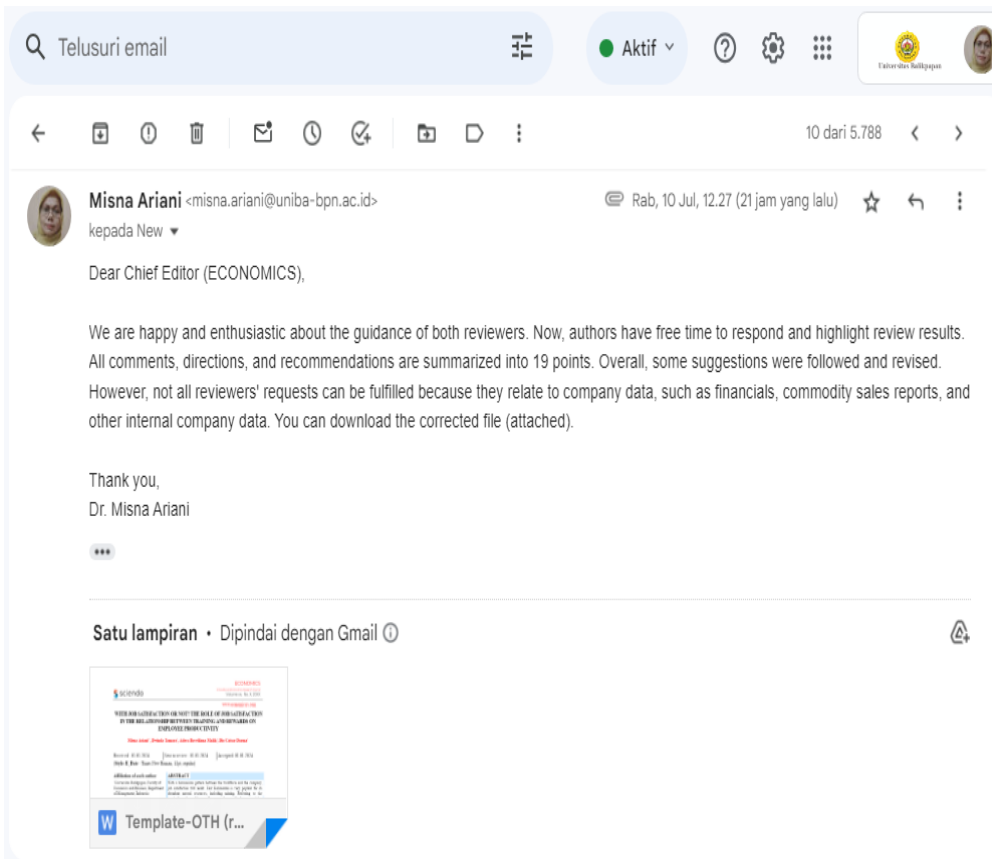 Telusuri email
Aktif
Universitas Balikpapan
10 dari 5.788
Misna Ariani <misna.ariani@uniba-bpn.ac.id>
Rab, 10 Jul, 12.27 (21 jam yang lalu)
kepada New
Dear Chief Editor (ECONOMICS),
We are happy and enthusiastic about the guidance of both reviewers. Now, authors have free time to respond and highlight review results.
All comments, directions, and recommendations are summarized into 19 points. Overall, some suggestions were followed and revised.
However, not all reviewers' requests can be fulfilled because they relate to company data, such as financials, commodity sales reports, and
other internal company data. You can download the corrected file (attached).
Thank you,
Dr. Misna Ariani
Satu lampiran • Dipindai dengan Gmail
ECONOMICS
sciendo
WITH JOB SATISFACTION OR NOT? THE ROLE OF JOB SATISFACTION
IN THE RELATIONSHIP BETWEEN TRAINING AND REWARDS ON
EMPLOYEE PRODUCTIVITY
ABSTRACT
W Template-OTH (r...